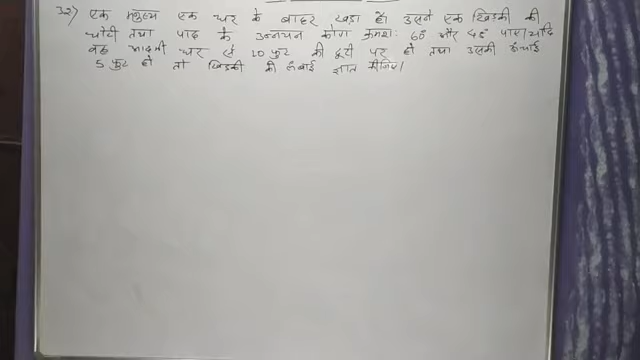 32) एक मनुष्य एक घर के बाहर खड़ा है। उसने एक खिड़की की
चोटी तथा पाद के उन्नयन कोण क्रमशः 60° और 45° पाए। यदि
वह आदमी घर से 10 फुट की दूरी पर हो तथा उसकी ऊंचाई
5 फुट हो तो खिड़की की ऊंबाई ज्ञात कीजिए।